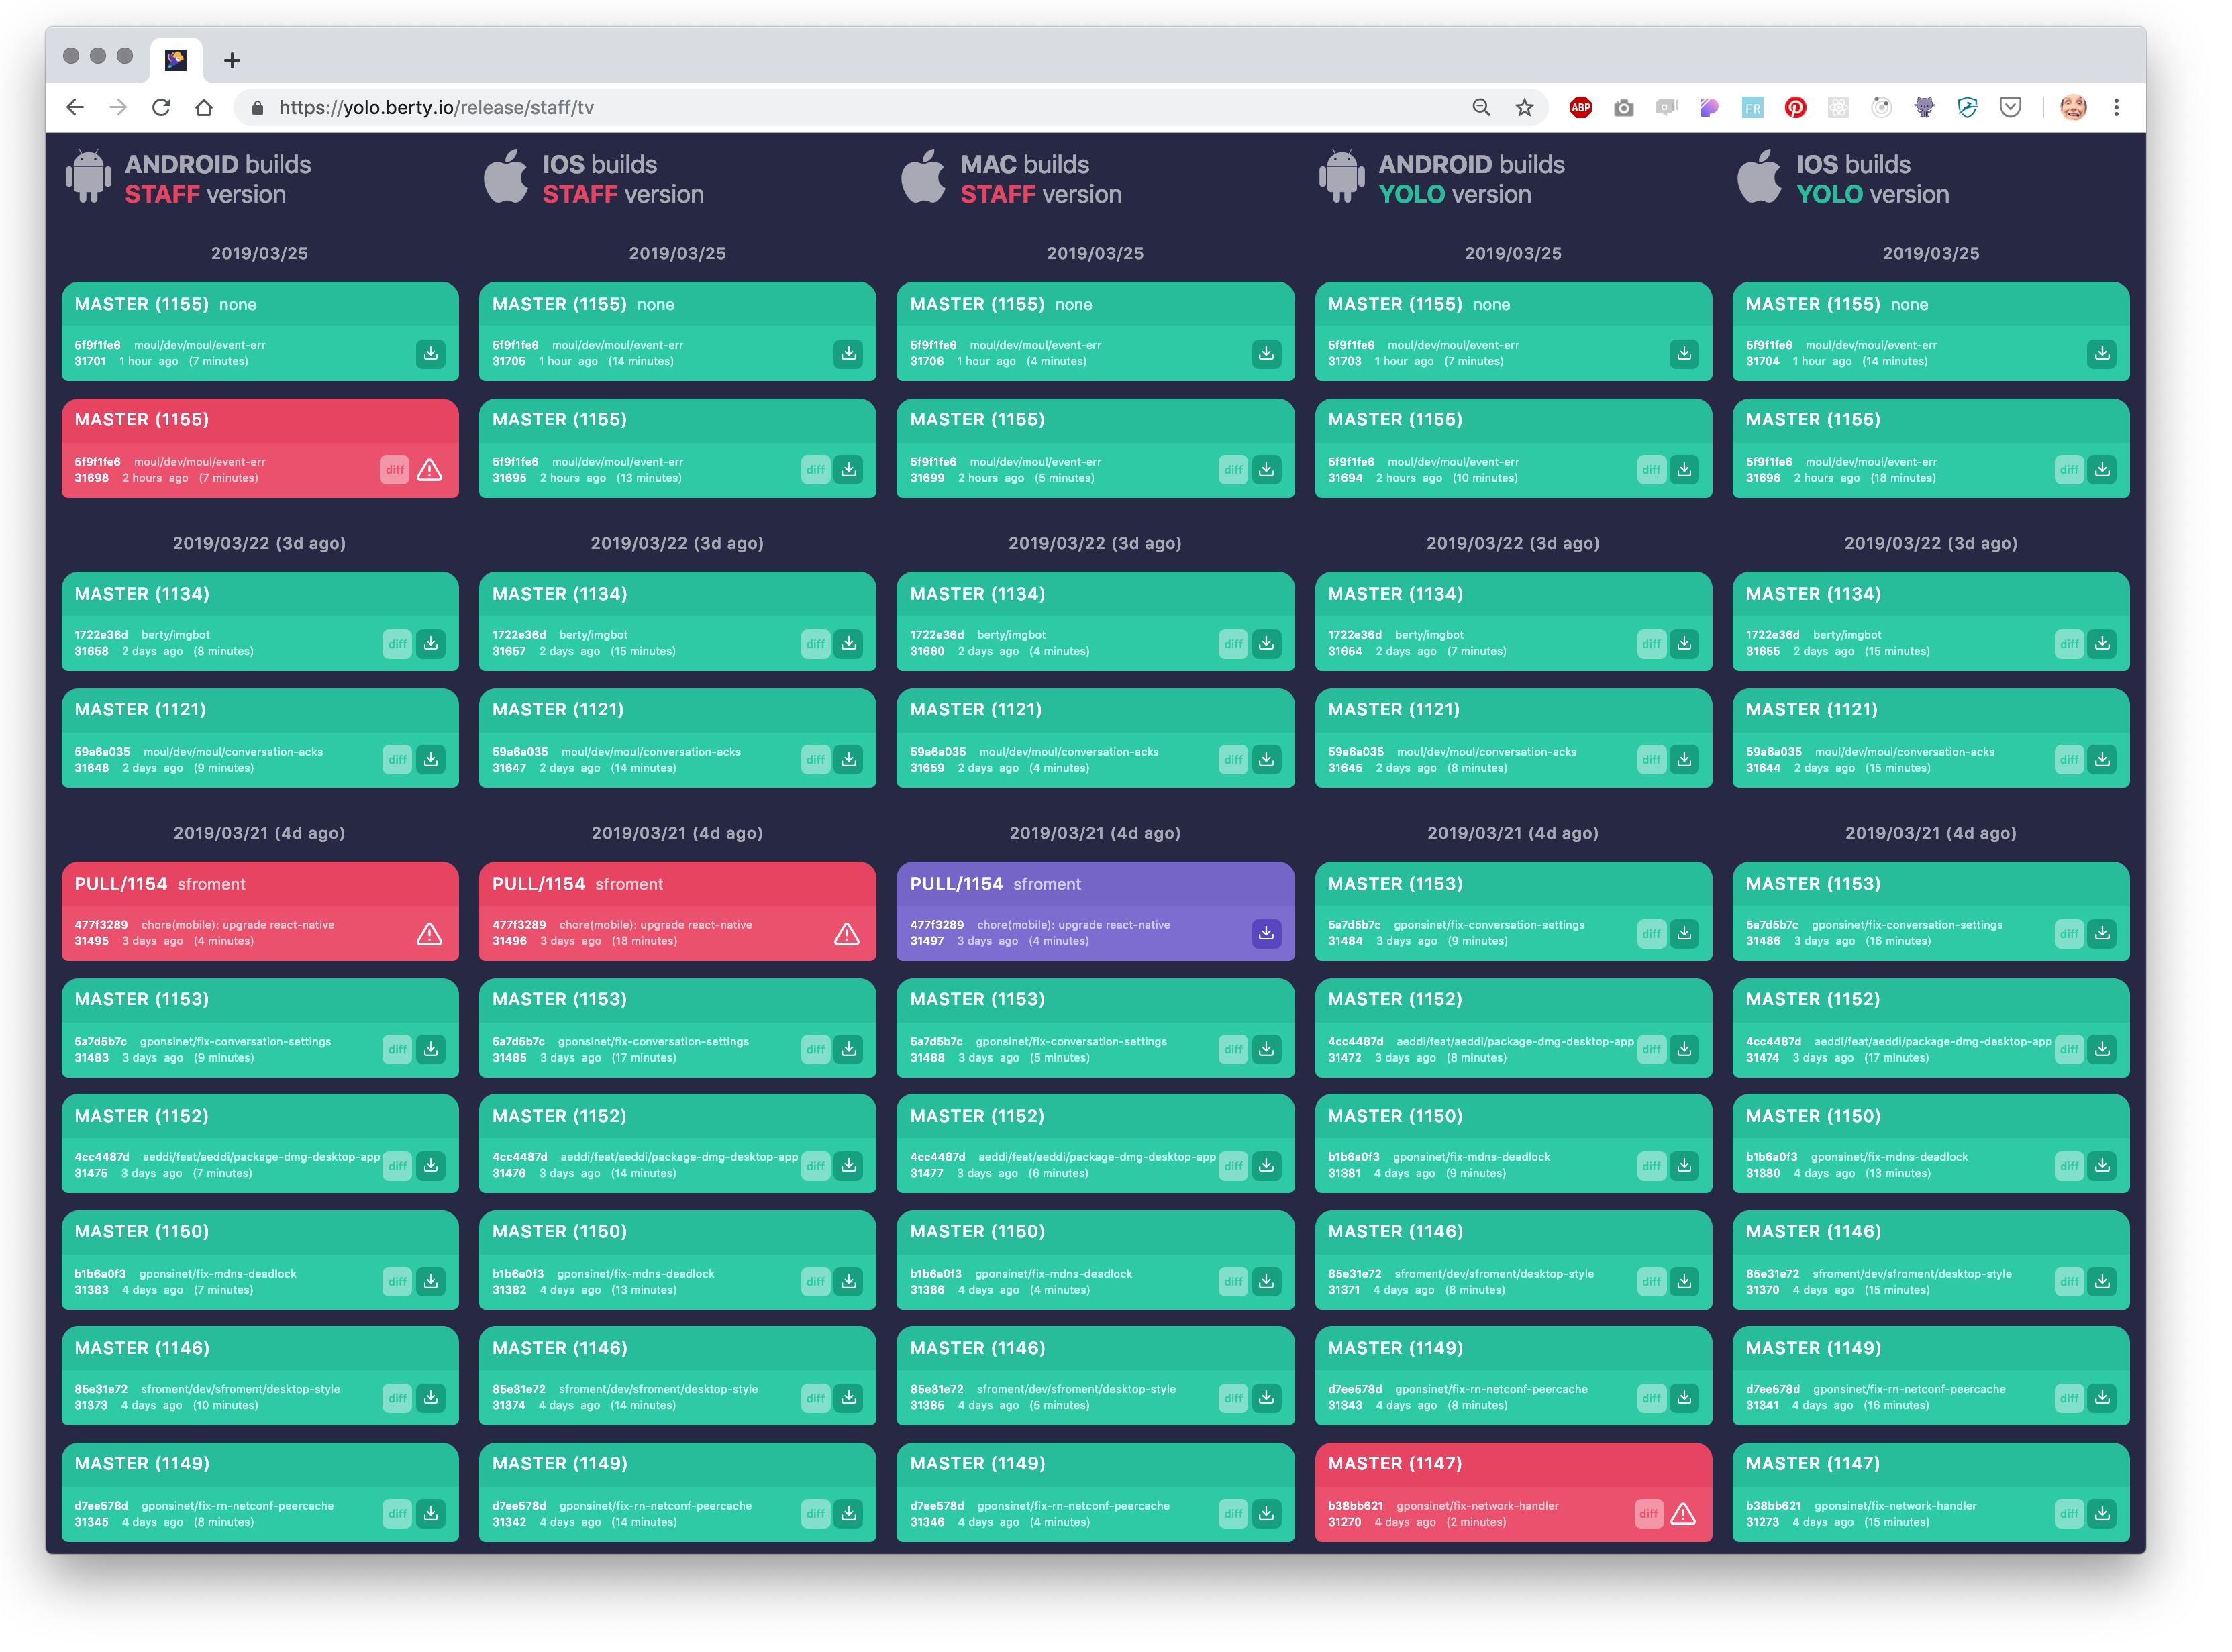 https://yolo.berty.io/release/staff/tv
ABP
FR
ANDROID builds
STAFF version
2019/03/25
MASTER (1155) none
5f9f1fe6 moul/dev/moul/event-err
31701 1 hour ago (7 minutes)
MASTER (1155)
5f9f1fe6 moul/dev/moul/event-err
31698 2 hours ago (7 minutes)
diff
2019/03/22 (3d ago)
MASTER (1134)
1722e36d berty/imgbot
31658 2 days ago (8 minutes)
diff
MASTER (1121)
59a6a035 moul/dev/moul/conversation-acks
31648 2 days ago (9 minutes)
diff
2019/03/21 (4d ago)
PULL/1154 sfroment
477f3289 chore(mobile): upgrade react-native
31495 3 days ago (4 minutes)
MASTER (1153)
5a7d5b7c gponsinet/fix-conversation-settings
31483 3 days ago (9 minutes)
diff
MASTER (1152)
4cc4487d aeddi/feat/aeddi/package-dmg-desktop-app
31475 3 days ago (7 minutes)
diff
MASTER (1150)
b1b6a0f3 gponsinet/fix-mdns-deadlock
31383 4 days ago (7 minutes)
diff
MASTER (1146)
85e31e72 sfroment/dev/sfroment/desktop-style
31373 4 days ago (10 minutes)
diff
MASTER (1149)
d7ee578d gponsinet/fix-rn-netconf-peercache
31345 4 days ago (8 minutes)
diff
IOS builds
STAFF version
2019/03/25
MASTER (1155) none
5f9f1fe6 moul/dev/moul/event-err
31705 1 hour ago (14 minutes)
MASTER (1155)
5f9f1fe6 moul/dev/moul/event-err
31695 2 hours ago (13 minutes)
diff
2019/03/22 (3d ago)
MASTER (1134)
1722e36d berty/imgbot
31657 2 days ago (15 minutes)
diff
MASTER (1121)
59a6a035 moul/dev/moul/conversation-acks
31647 2 days ago (14 minutes)
diff
2019/03/21 (4d ago)
PULL/1154 sfroment
477f3289 chore(mobile): upgrade react-native
31496 3 days ago (18 minutes)
MASTER (1153)
5a7d5b7c gponsinet/fix-conversation-settings
31485 3 days ago (17 minutes)
diff
MASTER (1152)
4cc4487d aeddi/feat/aeddi/package-dmg-desktop-app
31476 3 days ago (14 minutes)
diff
MASTER (1150)
b1b6a0f3 gponsinet/fix-mdns-deadlock
31382 4 days ago (13 minutes)
diff
MASTER (1146)
85e31e72 sfroment/dev/sfroment/desktop-style
31374 4 days ago (14 minutes)
diff
MASTER (1149)
d7ee578d gponsinet/fix-rn-netconf-peercache
31342 4 days ago (14 minutes)
diff
MAC builds
STAFF version
2019/03/25
MASTER (1155) none
5f9f1fe6 moul/dev/moul/event-err
31706 1 hour ago (4 minutes)
MASTER (1155)
5f9f1fe6 moul/dev/moul/event-err
31699 2 hours ago (5 minutes)
diff
2019/03/22 (3d ago)
MASTER (1134)
1722e36d berty/imgbot
31660 2 days ago (4 minutes)
diff
MASTER (1121)
59a6a035 moul/dev/moul/conversation-acks
31659 2 days ago (4 minutes)
diff
2019/03/21 (4d ago)
PULL/1154 sfroment
477f3289 chore(mobile): upgrade react-native
31497 3 days ago (4 minutes)
MASTER (1153)
5a7d5b7c gponsinet/fix-conversation-settings
31488 3 days ago (5 minutes)
diff
MASTER (1152)
4cc4487d aeddi/feat/aeddi/package-dmg-desktop-app
31477 3 days ago (6 minutes)
diff
MASTER (1150)
b1b6a0f3 gponsinet/fix-mdns-deadlock
31386 4 days ago (4 minutes)
diff
MASTER (1146)
85e31e72 sfroment/dev/sfroment/desktop-style
31385 4 days ago (5 minutes)
diff
MASTER (1149)
d7ee578d gponsinet/fix-rn-netconf-peercache
31346 4 days ago (4 minutes)
diff
ANDROID builds
YOLO version
2019/03/25
MASTER (1155) none
5f9f1fe6 moul/dev/moul/event-err
31703 1 hour ago (7 minutes)
MASTER (1155)
5f9f1fe6 moul/dev/moul/event-err
31694 2 hours ago (10 minutes)
diff
2019/03/22 (3d ago)
MASTER (1134)
1722e36d berty/imgbot
31654 2 days ago (7 minutes)
diff
MASTER (1121)
59a6a035 moul/dev/moul/conversation-acks
31645 2 days ago (8 minutes)
diff
2019/03/21 (4d ago)
MASTER (1153)
5a7d5b7c gponsinet/fix-conversation-settings
31484 3 days ago (9 minutes)
diff
MASTER (1152)
4cc4487d aeddi/feat/aeddi/package-dmg-desktop-app
31472 3 days ago (8 minutes)
diff
MASTER (1150)
b1b6a0f3 gponsinet/fix-mdns-deadlock
31381 4 days ago (9 minutes)
diff
MASTER (1146)
85e31e72 sfroment/dev/sfroment/desktop-style
31371 4 days ago (8 minutes)
diff
MASTER (1149)
d7ee578d gponsinet/fix-rn-netconf-peercache
31343 4 days ago (8 minutes)
diff
MASTER (1147)
b38bb621 gponsinet/fix-network-handler
31270 4 days ago (2 minutes)
diff
IOS builds
YOLO version
2019/03/25
MASTER (1155) none
5f9f1fe6 moul/dev/moul/event-err
31704 1 hour ago (14 minutes)
MASTER (1155)
5f9f1fe6 moul/dev/moul/event-err
31696 2 hours ago (18 minutes)
diff
2019/03/22 (3d ago)
MASTER (1134)
1722e36d berty/imgbot
31655 2 days ago (15 minutes)
diff
MASTER (1121)
59a6a035 moul/dev/moul/conversation-acks
31644 2 days ago (15 minutes)
diff
2019/03/21 (4d ago)
MASTER (1153)
5a7d5b7c gponsinet/fix-conversation-settings
31486 3 days ago (16 minutes)
diff
MASTER (1152)
4cc4487d aeddi/feat/aeddi/package-dmg-desktop-app
31474 3 days ago (17 minutes)
diff
MASTER (1150)
b1b6a0f3 gponsinet/fix-mdns-deadlock
31380 4 days ago (13 minutes)
diff
MASTER (1146)
85e31e72 sfroment/dev/sfroment/desktop-style
31370 4 days ago (15 minutes)
diff
MASTER (1149)
d7ee578d gponsinet/fix-rn-netconf-peercache
31341 4 days ago (16 minutes)
diff
MASTER (1147)
b38bb621 gponsinet/fix-network-handler
31273 4 days ago (15 minutes)
diff